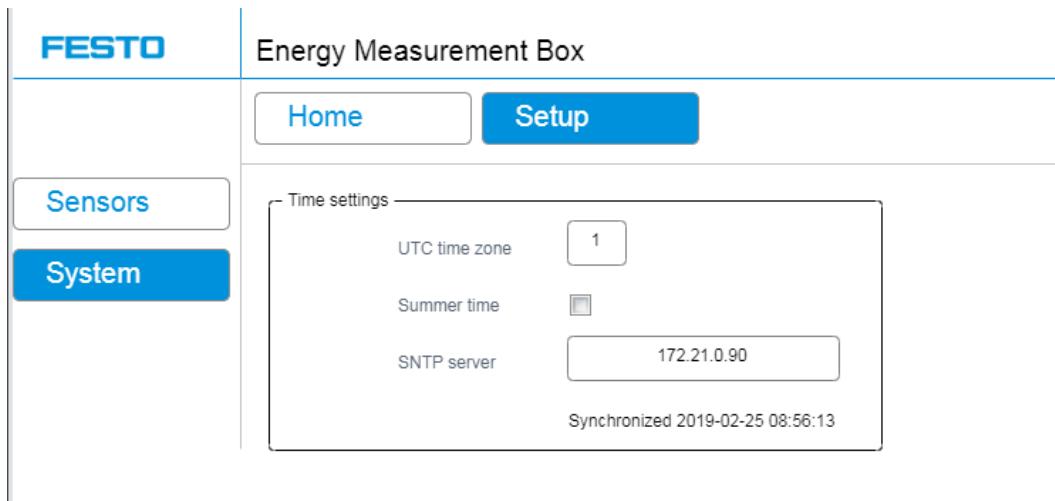 FESTO
Energy Measurement Box
Home
Setup
Sensors
System
Time settings
UTC time zone 1
Summer time
SNTP server 172.21.0.90
Synchronized 2019-02-25 08:56:13